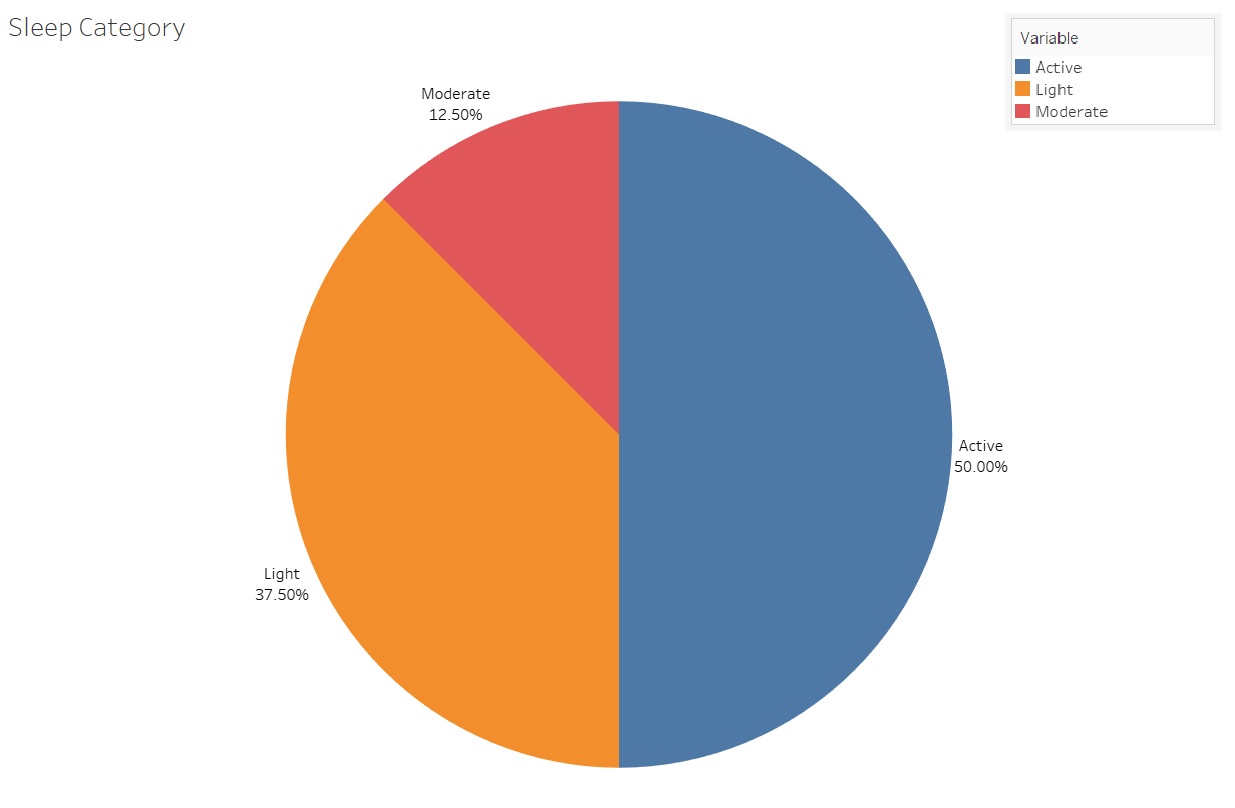 Sleep Category
Variable
Active
Light
Moderate
Moderate
12.50%
Active
50.00%
Light
37.50%